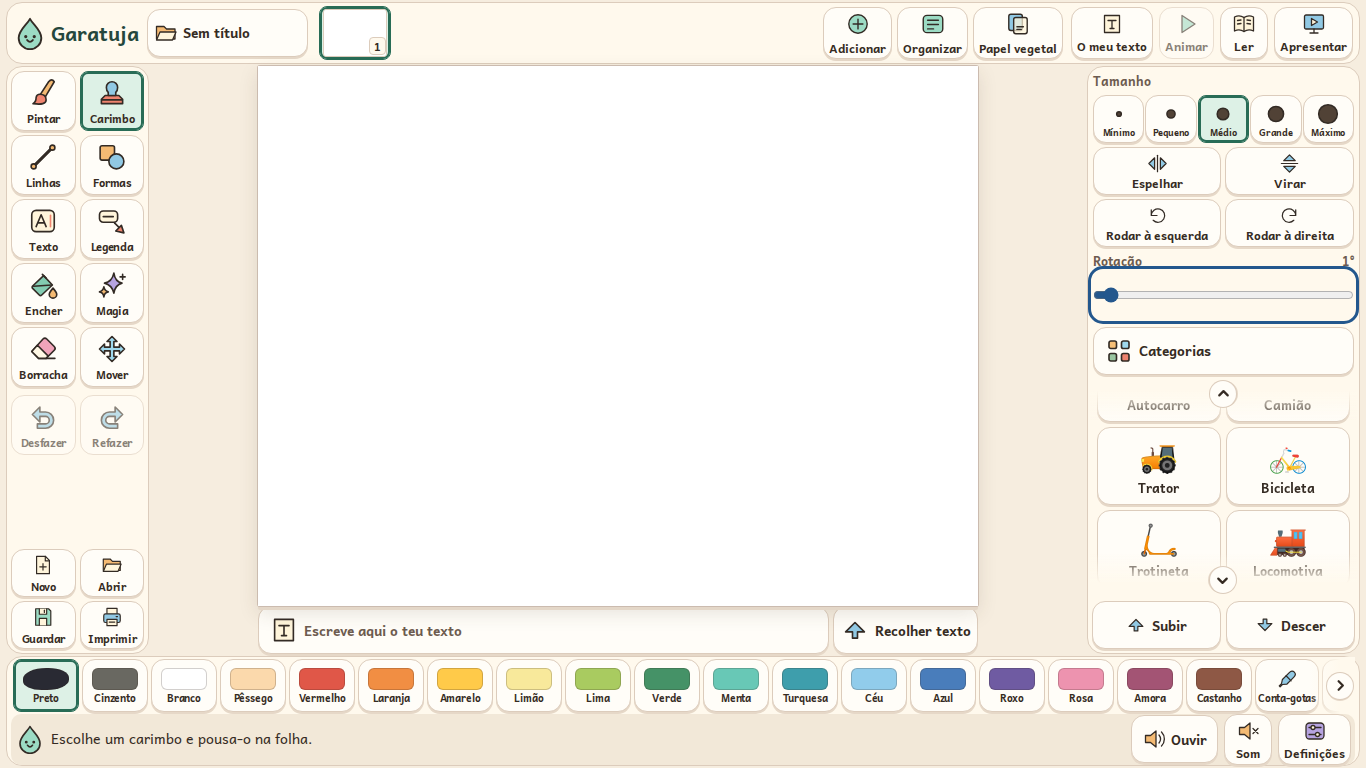 Garatuja
Sem título
1
Adicionar
Organizar
Papel vegetal
O meu texto
Animar
Ler
Apresentar
Pintar
Carimbo
Linhas
Formas
Texto
Legenda
Encher
Magia
Borracha
Mover
Desfazer
Refazer
Novo
Abrir
Guardar
Imprimir
Tamanho
Mínimo
Pequeno
Médio
Grande
Máximo
Espelhar
Virar
Rodar à esquerda
Rodar à direita
Rotação
1°
Categorias
Autocarro
Camião
Trator
Bicicleta
Trotineta
Locomotiva
Subir
Descer
Escreve aqui o teu texto
Recolher texto
Preto
Cinzento
Branco
Pêssego
Vermelho
Laranja
Amarelo
Limão
Lima
Verde
Menta
Turquesa
Céu
Azul
Roxo
Rosa
Amora
Castanho
Conta-gotas
Escolhe um carimbo e pousa-o na folha.
Ouvir
Som
Definições